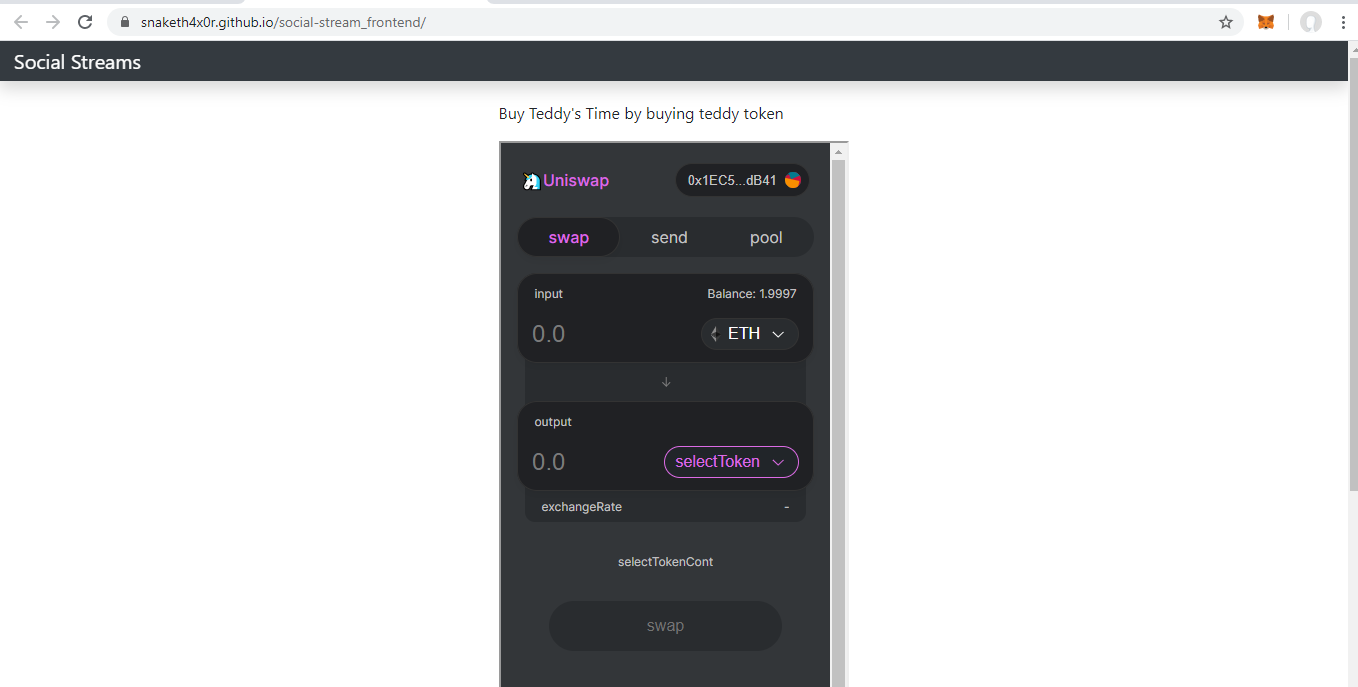 snaketh4x0r.github.io/social-stream_frontend/
Social Streams
Buy Teddy's Time by buying teddy token
Uniswap
0x1EC5...dB41
swap send pool
input Balance: 1.9997
0.0 ETH
output
0.0 selectToken
exchangeRate -
selectTokenCont
swap